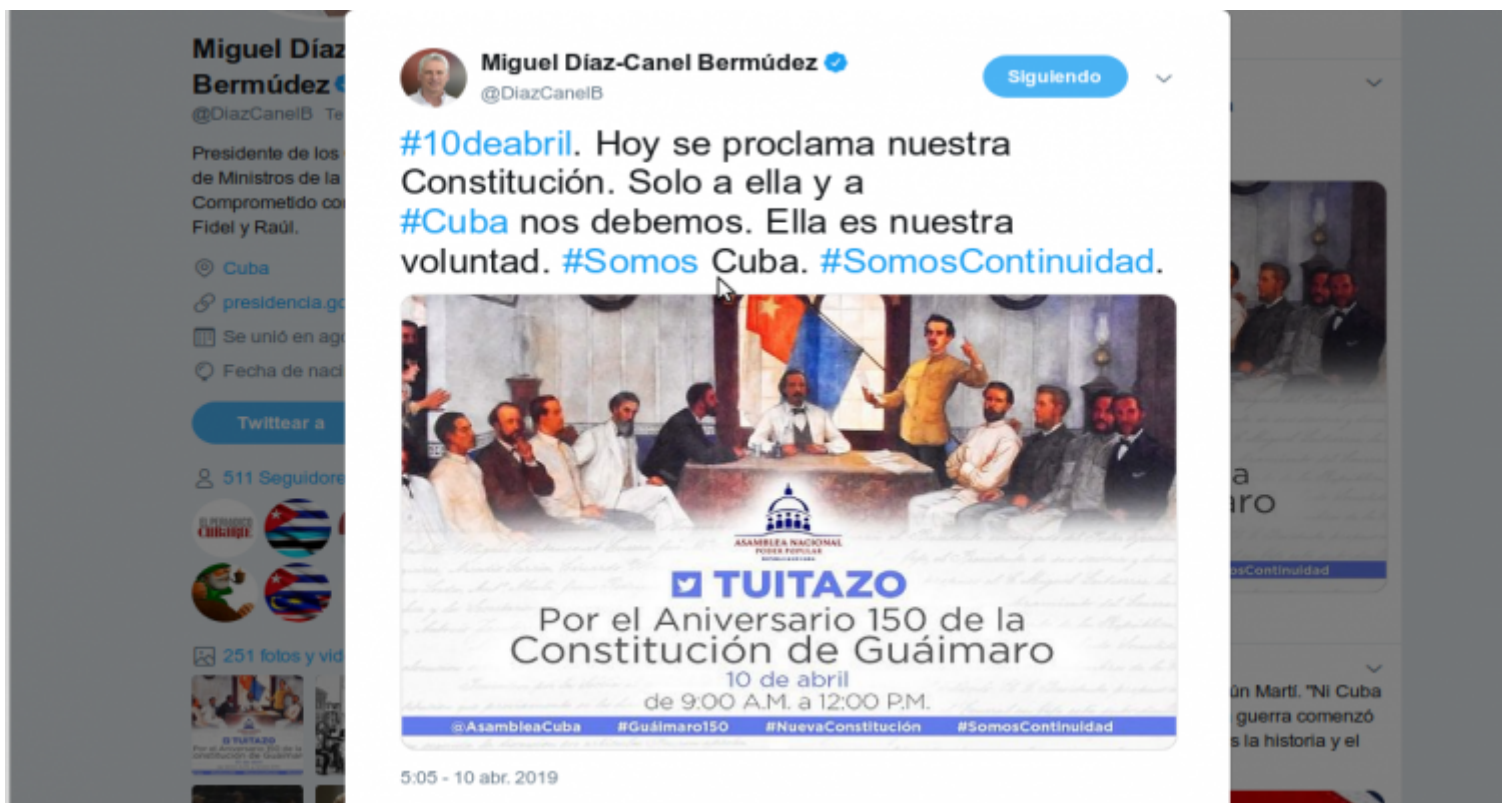 Miguel Díaz
Bermúdez
@DiazCanelB Te
Presidente de los
de Ministros de la
Comprometido co
Fidel y Raúl.
Cuba
presidencia.go
Se unió en ago
Fecha de naci
Twittear a
511 Seguidore
251 fotos y vid
Miguel Díaz-Canel Bermúdez
@DiazCanelB
Siguiendo
#10deabril. Hoy se proclama nuestra
Constitución. Solo a ella y a
#Cuba nos debemos. Ella es nuestra
voluntad. #Somos Cuba. #SomosContinuidad.
ASAMBLEA NACIONAL
PODER POPULAR
TUITAZO
Por el Aniversario 150 de la
Constitución de Guáimaro
10 de abril
de 9:00 A.M. a 12:00 P.M.
@AsambleaCuba #Guáimaro150 #NuevaConstitución #SomosContinuidad
5:05 - 10 abr. 2019
a
aro
osContinuidad
ún Martí. "Ni Cuba
guerra comenzó
s la historia y el